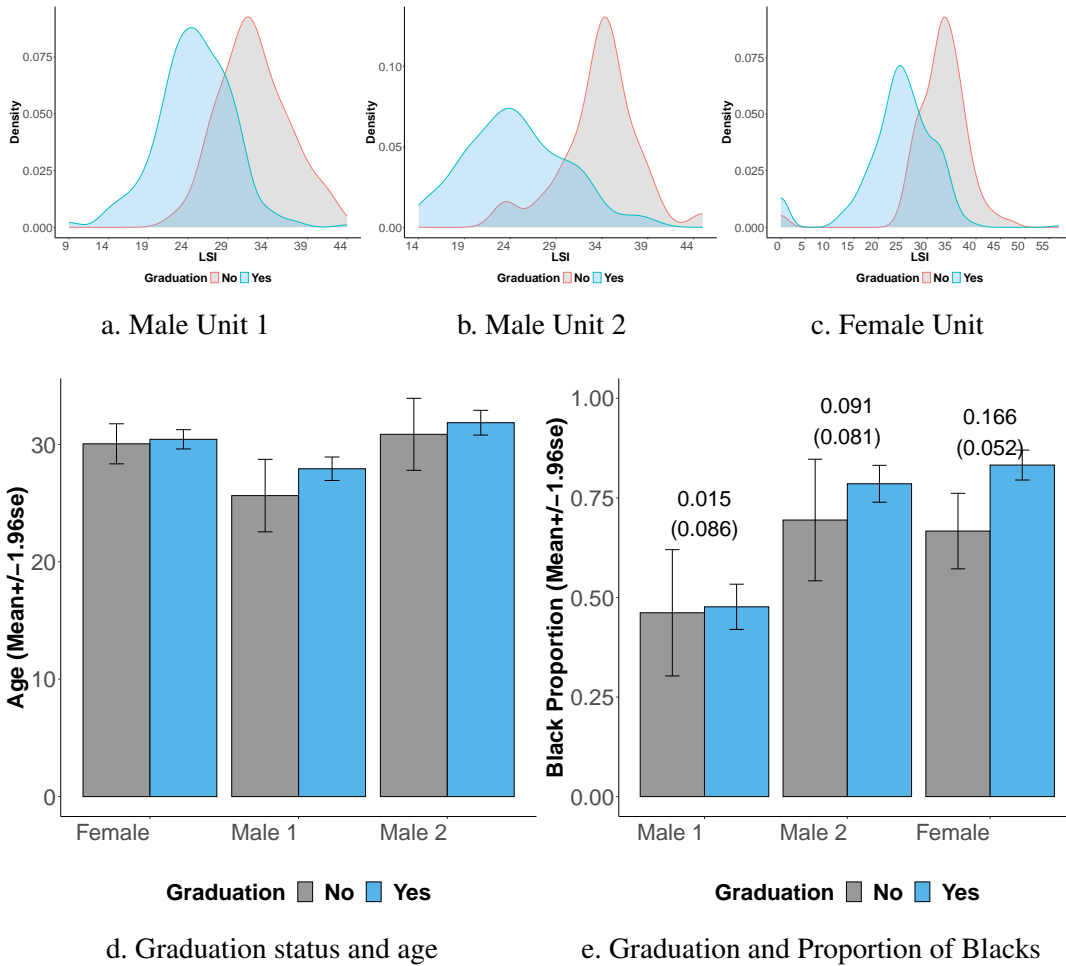 0.075
0.050
0.025
0.000
Density
9 14 19 24 29 34 39 44
LSI
Graduation No Yes
a. Male Unit 1
0.10
0.05
0.00
Density
14 19 24 29 34 39 44
LSI
Graduation No Yes
b. Male Unit 2
0.075
0.050
0.025
0.000
Density
0 5 10 15 20 25 30 35 40 45 50 55
LSI
Graduation No Yes
c. Female Unit
30
20
10
0
Age (Mean+/−1.96se)
Female Male 1 Male 2
Graduation No Yes
d. Graduation status and age
1.00
0.75
0.50
0.25
0.00
Black Proportion (Mean+/−1.96se)
0.015
(0.086)
0.091
(0.081)
0.166
(0.052)
Male 1 Male 2 Female
Graduation No Yes
e. Graduation and Proportion of Blacks